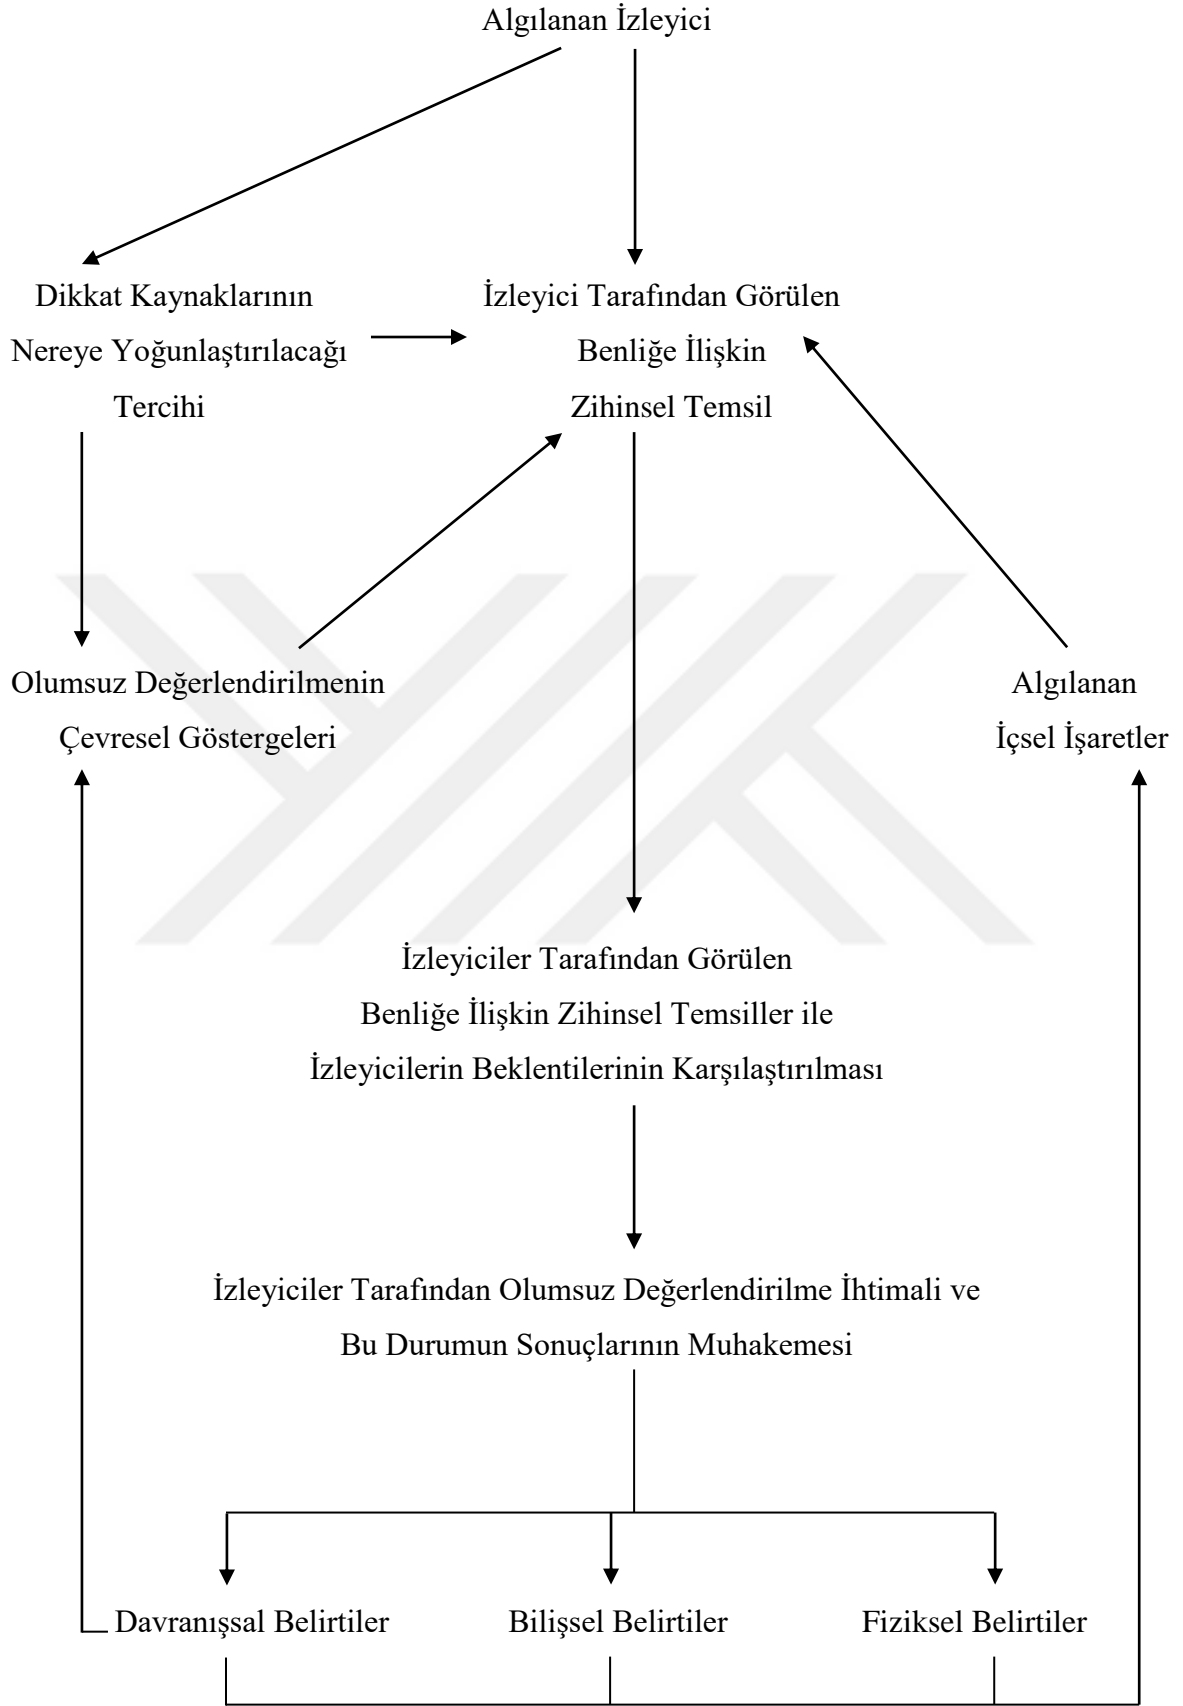 Algılanan İzleyici
Dikkat Kaynaklarının
Nereye Yoğunlaştırılacağı
Tercihi
İzleyici Tarafından Görülen
Benliğe İlişkin
Zihinsel Temsil
Olumsuz Değerlendirilmenin
Çevresel Göstergeleri
Algılanan
İçsel İşaretler
İzleyiciler Tarafından Görülen
Benliğe İlişkin Zihinsel Temsiller ile
İzleyicilerin Beklentilerinin Karşılaştırılması
İzleyiciler Tarafından Olumsuz Değerlendirilme İhtimali ve
Bu Durumun Sonuçlarının Muhakemesi
Davranışsal Belirtiler
Bilişsel Belirtiler
Fiziksel Belirtiler